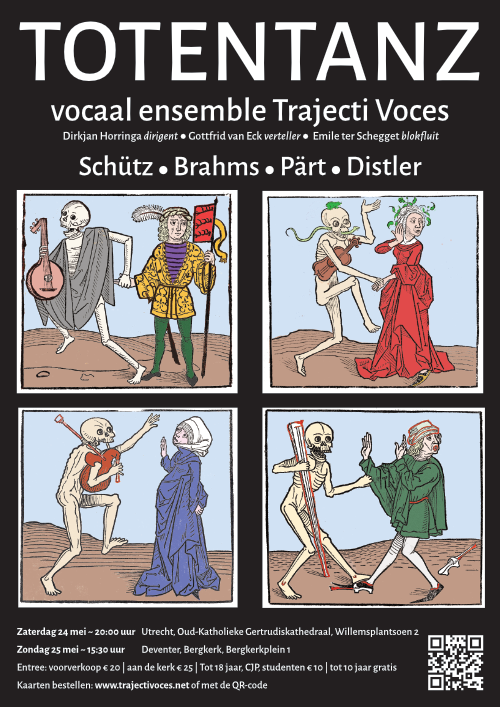 TOTENTANZ
vocaal ensemble Trajecti Voces
Dirkjan Horringa dirigent ● Gottfrid van Eck verteller ● Emile ter Schegget blokfluit
Schütz ● Brahms ● Pärt ● Distler
Zaterdag 24 mei ~ 20:00 uur Utrecht, Oud-Katholieke Gertrudiskathedraal, Willemsplantsoen 2
Zondag 25 mei ~ 15:30 uur Deventer, Bergkerk, Bergkerkplein 1
Entree: voorverkoop € 20 | aan de kerk € 25 | Tot 18 jaar, CJP, studenten € 10 | tot 10 jaar gratis
Kaarten bestellen: www.trajectivoces.net of met de QR-code